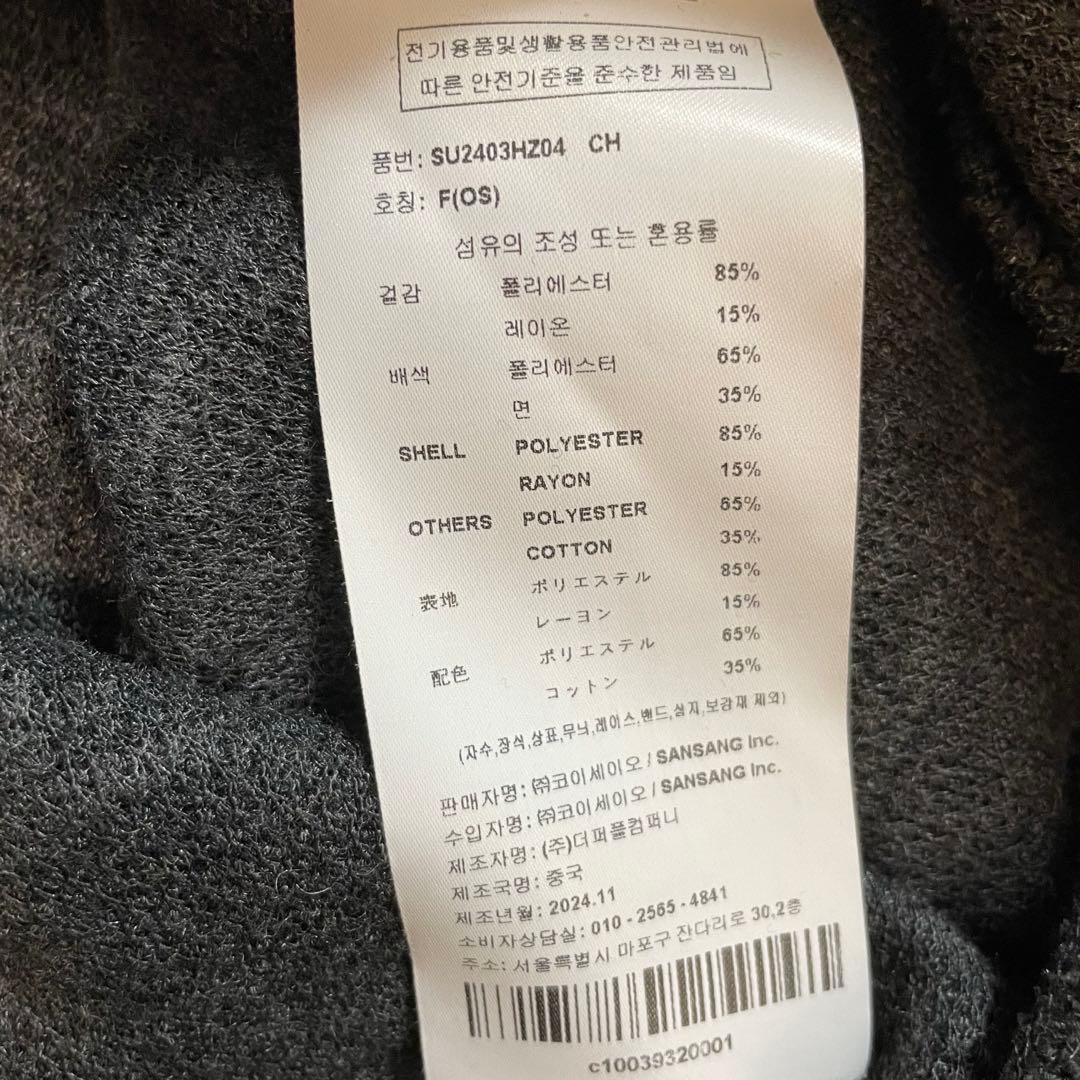 전기용품및생활용품안전관리법에
따른 안전기준을 준수한 제품임
품번: SU2403HZ04 CH
호칭: F(OS)
섬유의 조성 또는 혼용률
겉감 폴리에스터 85%
레이온 15%
배색 폴리에스터 65%
면 35%
SHELL POLYESTER 85%
RAYON 15%
OTHERS POLYESTER 65%
COTTON 35%
表地 ポリエステル 85%
レーヨン 15%
配色 ポリエステル 65%
コットン 35%
(자수,장식,상표,무늬,레이스,밴드,심지,보강재 제외)
판매자명: ㈜코이세이오 / SANSANG Inc.
수입자명: ㈜코이세이오 / SANSANG Inc.
제조자명: (주)더퍼플컴퍼니
제조국명: 중국
제조년월: 2024.11
소비자상담실: 010-2565-4841
주소: 서울특별시 마포구 잔다리로 30,2층
c10039320001